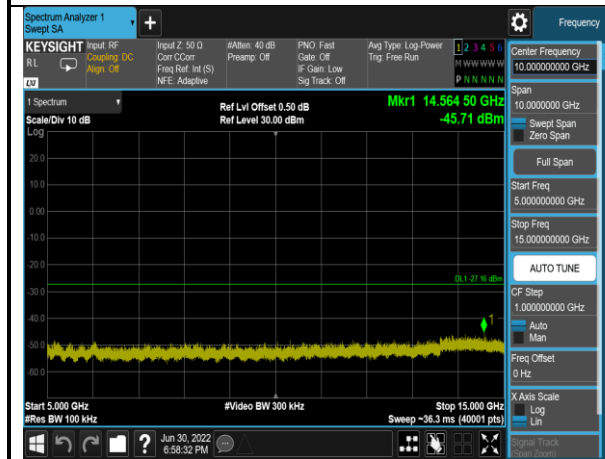 Spectrum Analyzer 1
Swept SA
+
Frequency
KEYSIGHT
RL
LXI
Input: RF
Coupling: DC
Align: Off
Input Z: 50 Ω
Corr CCorr
Freq Ref: Int (S)
NFE: Adaptive
#Atten: 40 dB
Preamp: Off
PNO: Fast
Gate: Off
IF Gain: Low
Sig Track: Off
Avg Type: Log-Power
Trig: Free Run
1 2 3 4 5 6
M W W W W W
P N N N N N
1 Spectrum
Scale/Div 10 dB
Ref Lvl Offset 0.50 dB
Ref Level 30.00 dBm
Mkr1 14.564 50 GHz
-45.71 dBm
Log
20.0
10.0
0.00
-10.0
-20.0
-30.0
-40.0
-50.0
-60.0
DL1 -27.16 dBm
1
Start 5.000 GHz
#Res BW 100 kHz
#Video BW 300 kHz
Stop 15.000 GHz
Sweep ~36.3 ms (40001 pts)
?
Jun 30, 2022
6:58:32 PM
Center Frequency
10.000000000 GHz
Span
10.0000000 GHz
Swept Span
Zero Span
Full Span
Start Freq
5.000000000 GHz
Stop Freq
15.000000000 GHz
AUTO TUNE
CF Step
1.000000000 GHz
Auto
Man
Freq Offset
0 Hz
X Axis Scale
Log
Lin
Signal Track
(Span Zoom)